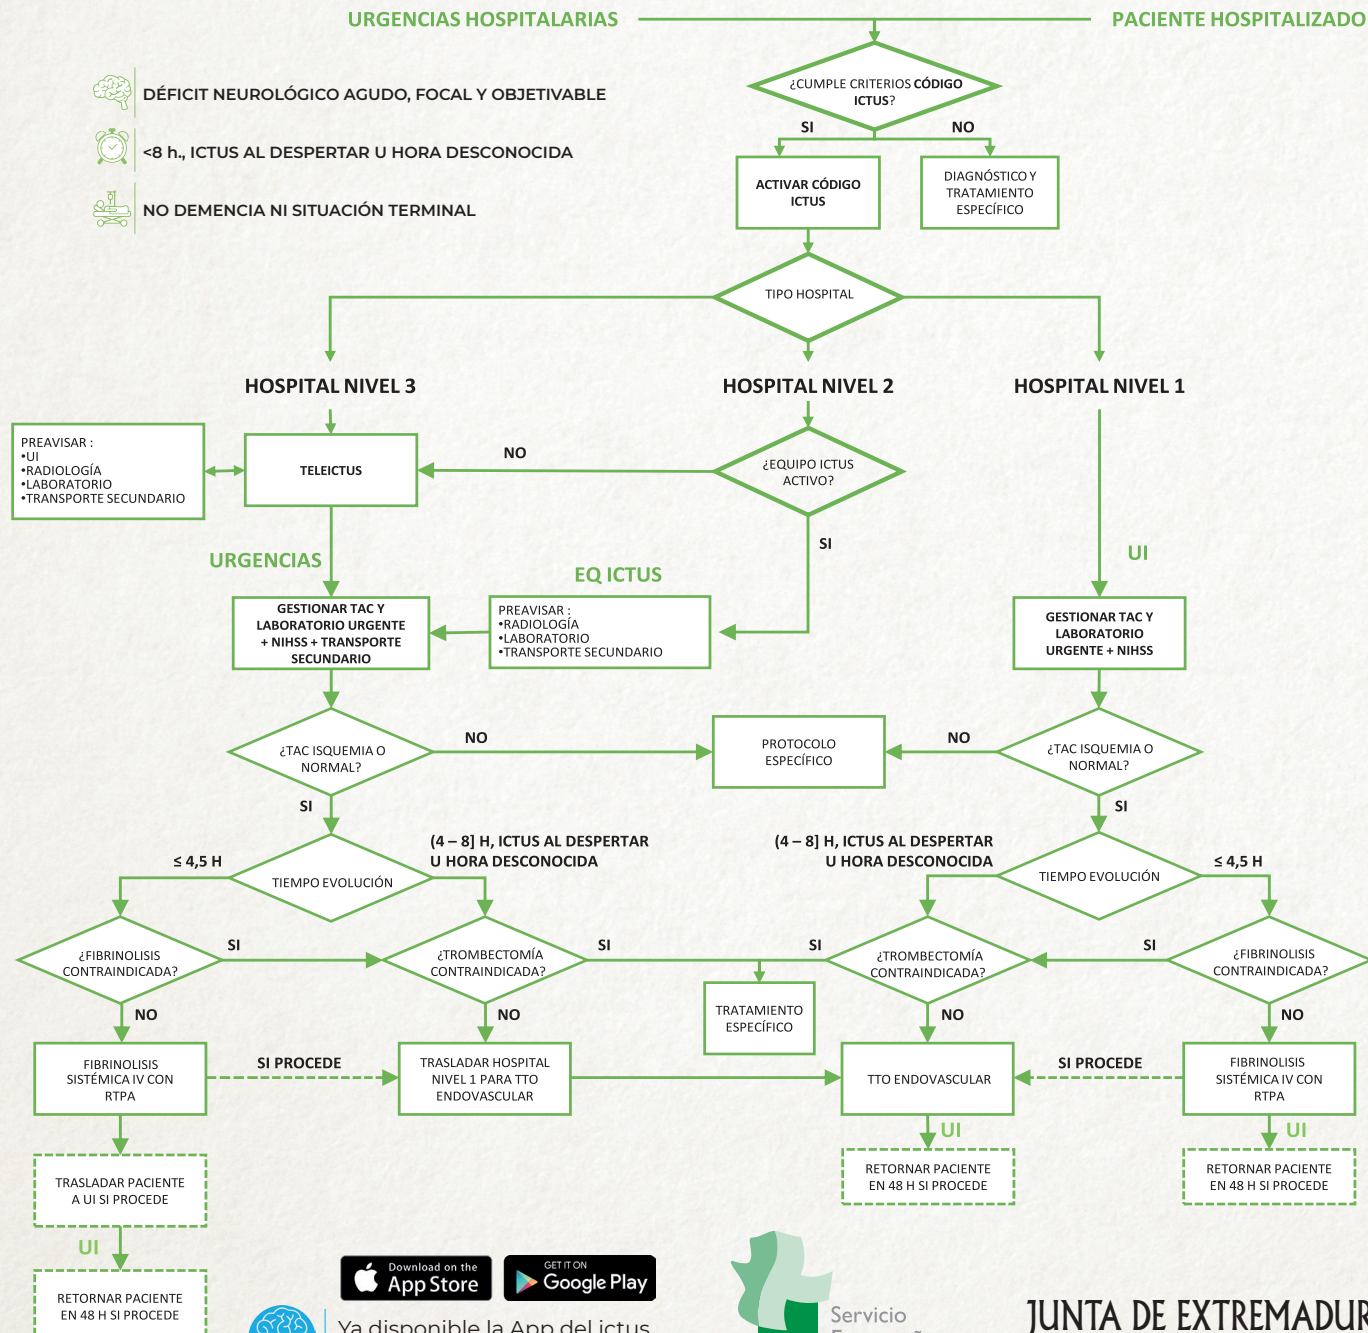 URGENCIAS HOSPITALARIAS
PACIENTE HOSPITALIZADO
DÉFICIT NEUROLÓGICO AGUDO, FOCAL Y OBJETIVABLE
<8 h., ICTUS AL DESPERTAR U HORA DESCONOCIDA
NO DEMENCIA NI SITUACIÓN TERMINAL
¿CUMPLE CRITERIOS CÓDIGO
ICTUS?
SI
NO
ACTIVAR CÓDIGO
ICTUS
DIAGNÓSTICO Y
TRATAMIENTO
ESPECÍFICO
TIPO HOSPITAL
HOSPITAL NIVEL 3
HOSPITAL NIVEL 2
HOSPITAL NIVEL 1
PREAVISAR :
•UI
•RADIOLOGÍA
•LABORATORIO
•TRANSPORTE SECUNDARIO
TELEICTUS
NO
¿EQUIPO ICTUS
ACTIVO?
SI
URGENCIAS
EQ ICTUS
UI
GESTIONAR TAC Y
LABORATORIO URGENTE
+ NIHSS + TRANSPORTE
SECUNDARIO
PREAVISAR :
•RADIOLOGÍA
•LABORATORIO
•TRANSPORTE SECUNDARIO
GESTIONAR TAC Y
LABORATORIO
URGENTE + NIHSS
¿TAC ISQUEMIA O
NORMAL?
NO
PROTOCOLO
ESPECÍFICO
NO
¿TAC ISQUEMIA O
NORMAL?
SI
SI
≤ 4,5 H
TIEMPO EVOLUCIÓN
(4 – 8] H, ICTUS AL DESPERTAR
U HORA DESCONOCIDA
(4 – 8] H, ICTUS AL DESPERTAR
U HORA DESCONOCIDA
TIEMPO EVOLUCIÓN
≤ 4,5 H
¿FIBRINOLISIS
CONTRAINDICADA?
SI
¿TROMBECTOMÍA
CONTRAINDICADA?
SI
SI
¿TROMBECTOMÍA
CONTRAINDICADA?
SI
¿FIBRINOLISIS
CONTRAINDICADA?
NO
NO
TRATAMIENTO
ESPECÍFICO
NO
NO
FIBRINOLISIS
SISTÉMICA IV CON
RTPA
SI PROCEDE
TRASLADAR HOSPITAL
NIVEL 1 PARA TTO
ENDOVASCULAR
TTO ENDOVASCULAR
SI PROCEDE
FIBRINOLISIS
SISTÉMICA IV CON
RTPA
UI
UI
TRASLADAR PACIENTE
A UI SI PROCEDE
RETORNAR PACIENTE
EN 48 H SI PROCEDE
RETORNAR PACIENTE
EN 48 H SI PROCEDE
UI
RETORNAR PACIENTE
EN 48 H SI PROCEDE
Download on the
App Store
GET IT ON
Google Play
Ya disponible la App del ictus
Servicio
JUNTA DE EXTREMADUR